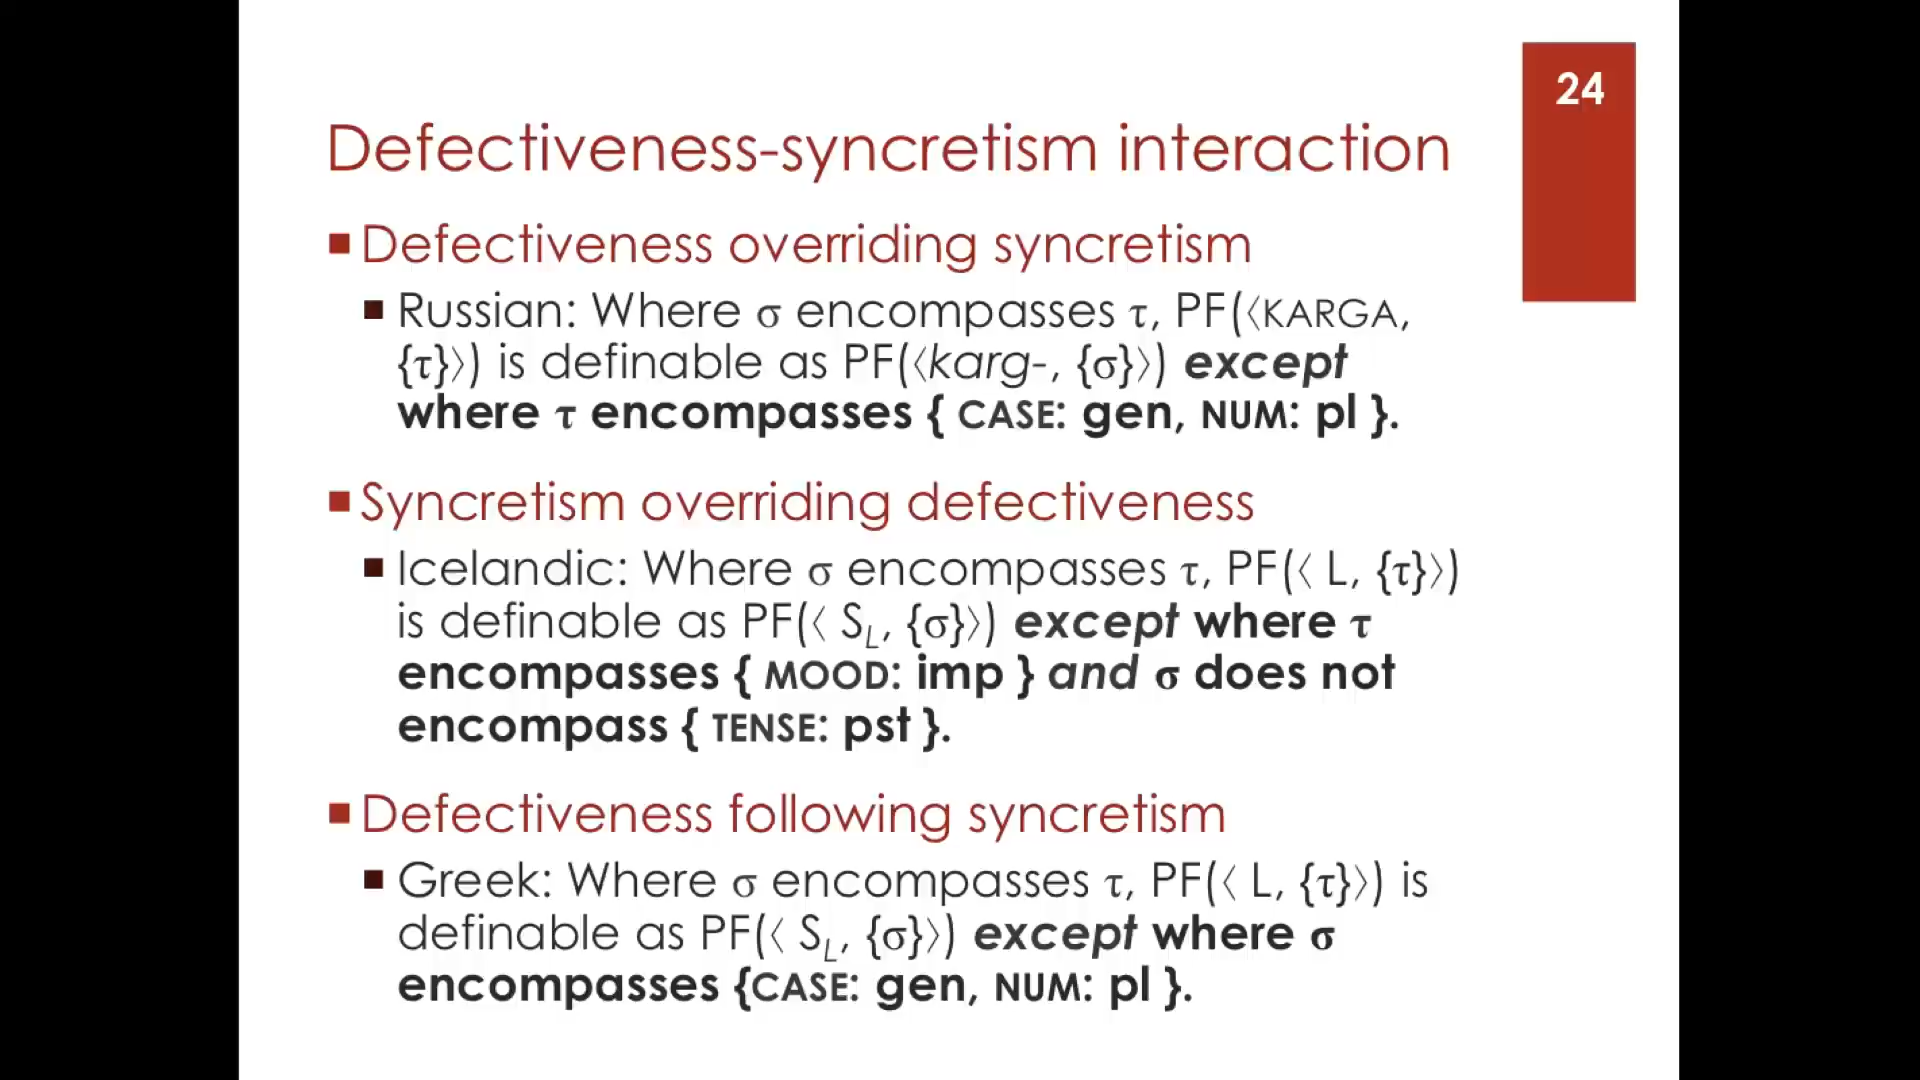 24
Defectiveness-syncretism interaction
Defectiveness overriding syncretism
Russian: Where σ encompasses τ, PF(⟨KARGA,
{τ}⟩) is definable as PF(⟨karg-, {σ}⟩) except
where τ encompasses { CASE: gen, NUM: pl }.
Syncretism overriding defectiveness
Icelandic: Where σ encompasses τ, PF(⟨ L, {τ}⟩)
is definable as PF(⟨ S_L, {σ}⟩) except where τ
encompasses { MOOD: imp } and σ does not
encompass { TENSE: pst }.
Defectiveness following syncretism
Greek: Where σ encompasses τ, PF(⟨ L, {τ}⟩) is
definable as PF(⟨ S_L, {σ}⟩) except where σ
encompasses {CASE: gen, NUM: pl }.